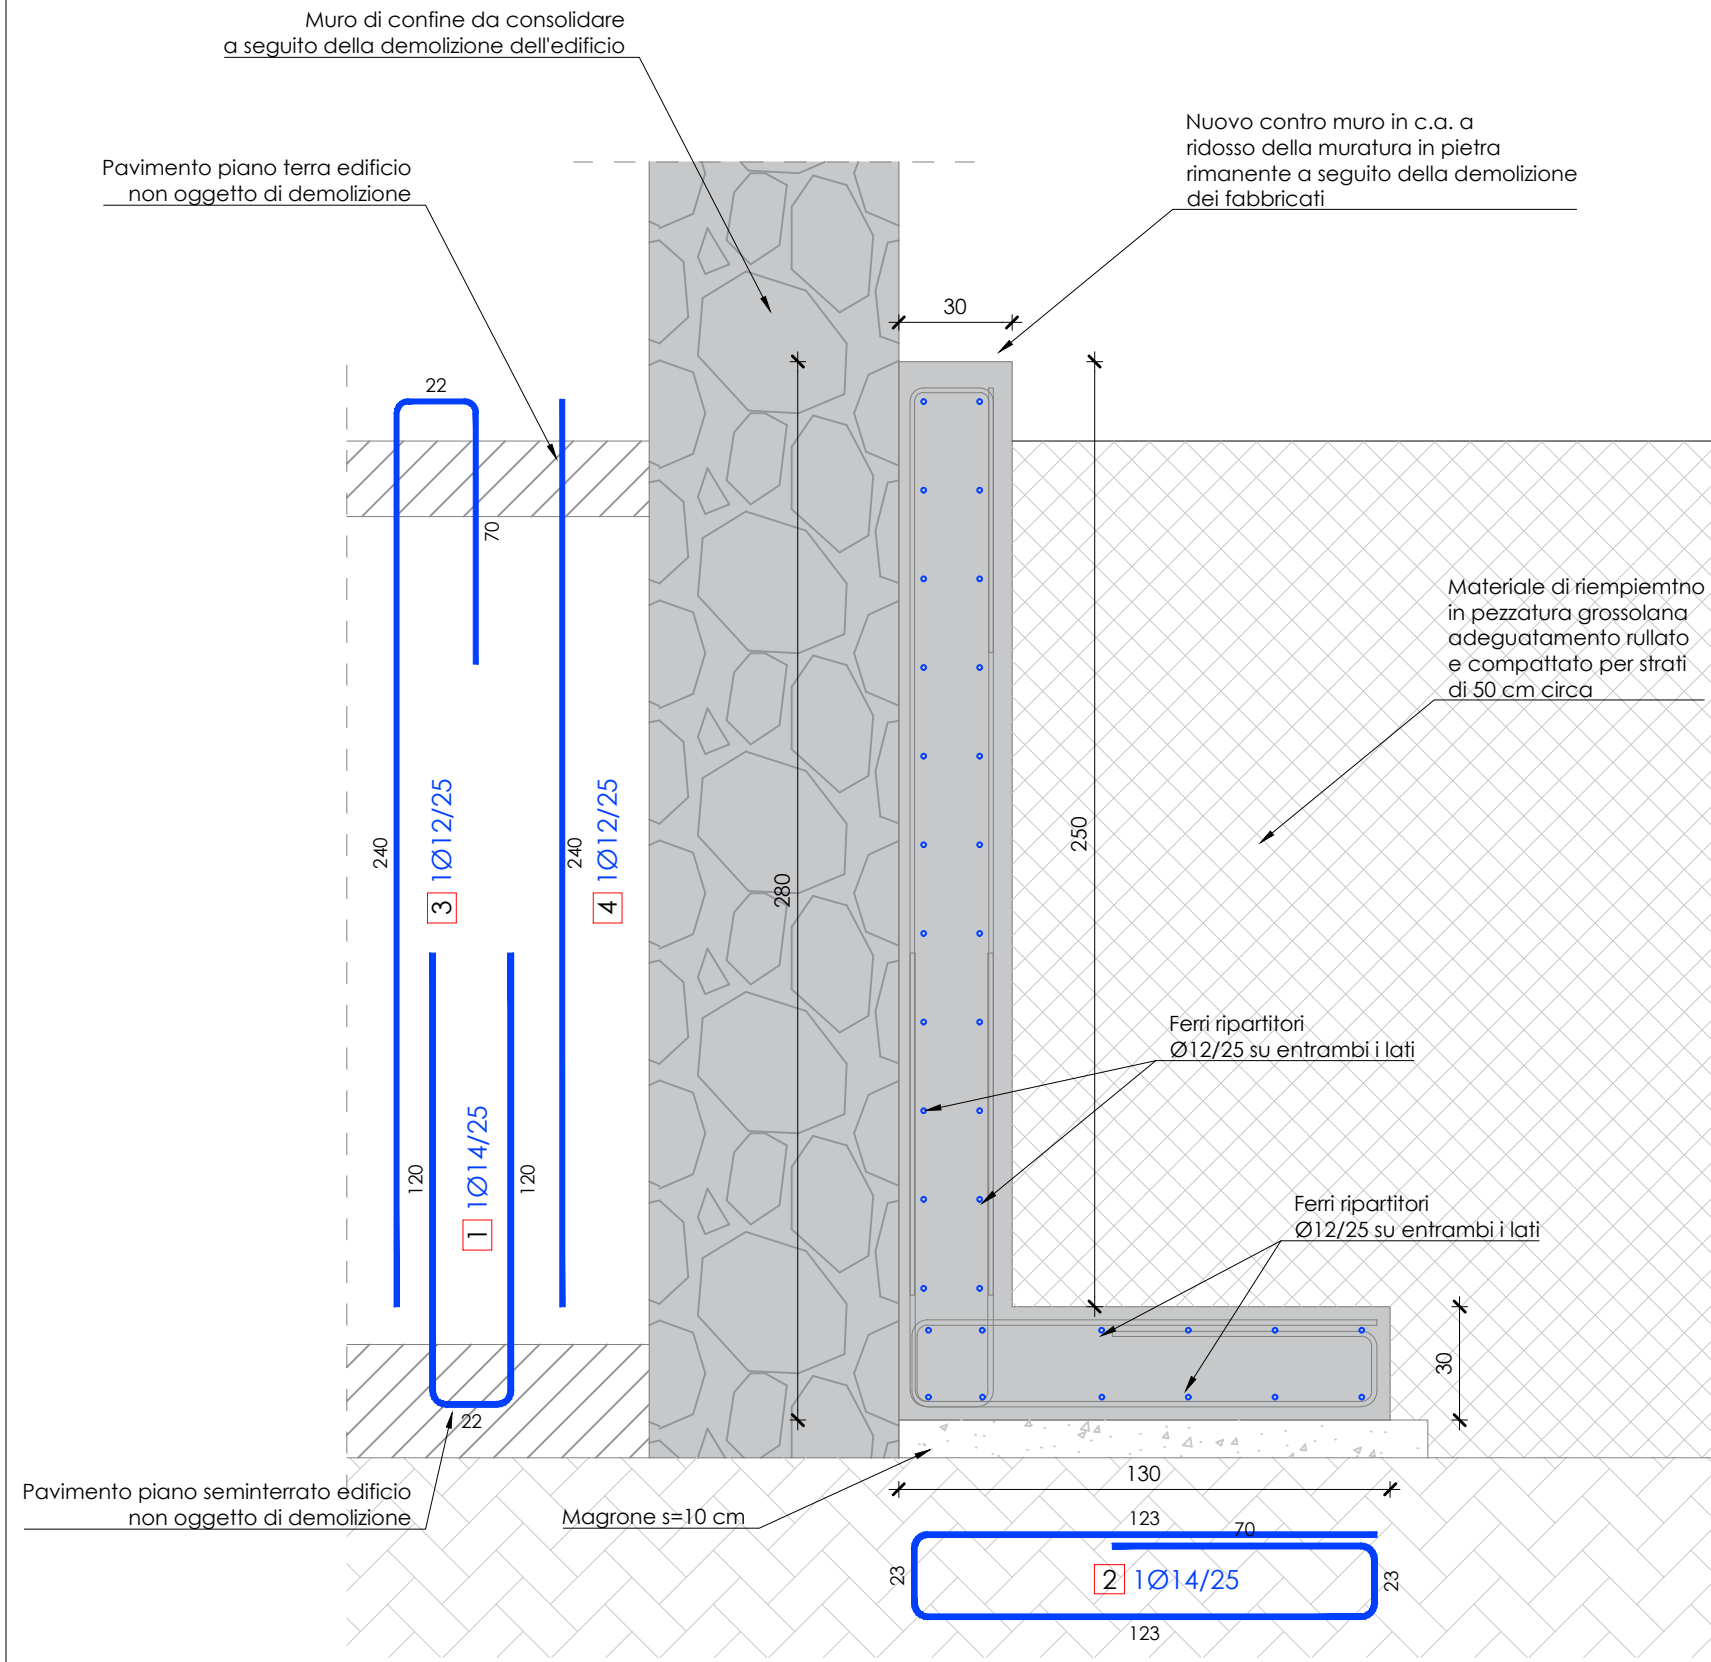 Muro di confine da consolidare
a seguito della demolizione dell'edificio
Nuovo contro muro in c.a. a
ridosso della muratura in pietra
rimanente a seguito della demolizione
dei fabbricati
Pavimento piano terra edificio
non oggetto di demolizione
30
22
70
Materiale di riempiemtno
in pezzatura grossolana
adeguatamento rullato
e compattato per strati
di 50 cm circa
240
3 1Ø12/25
240
4 1Ø12/25
280
250
Ferri ripartitori
Ø12/25 su entrambi i lati
120
1 1Ø14/25
120
Ferri ripartitori
Ø12/25 su entrambi i lati
30
22
Pavimento piano seminterrato edificio
non oggetto di demolizione
Magrone s=10 cm
130
123
70
23
2 1Ø14/25
23
123